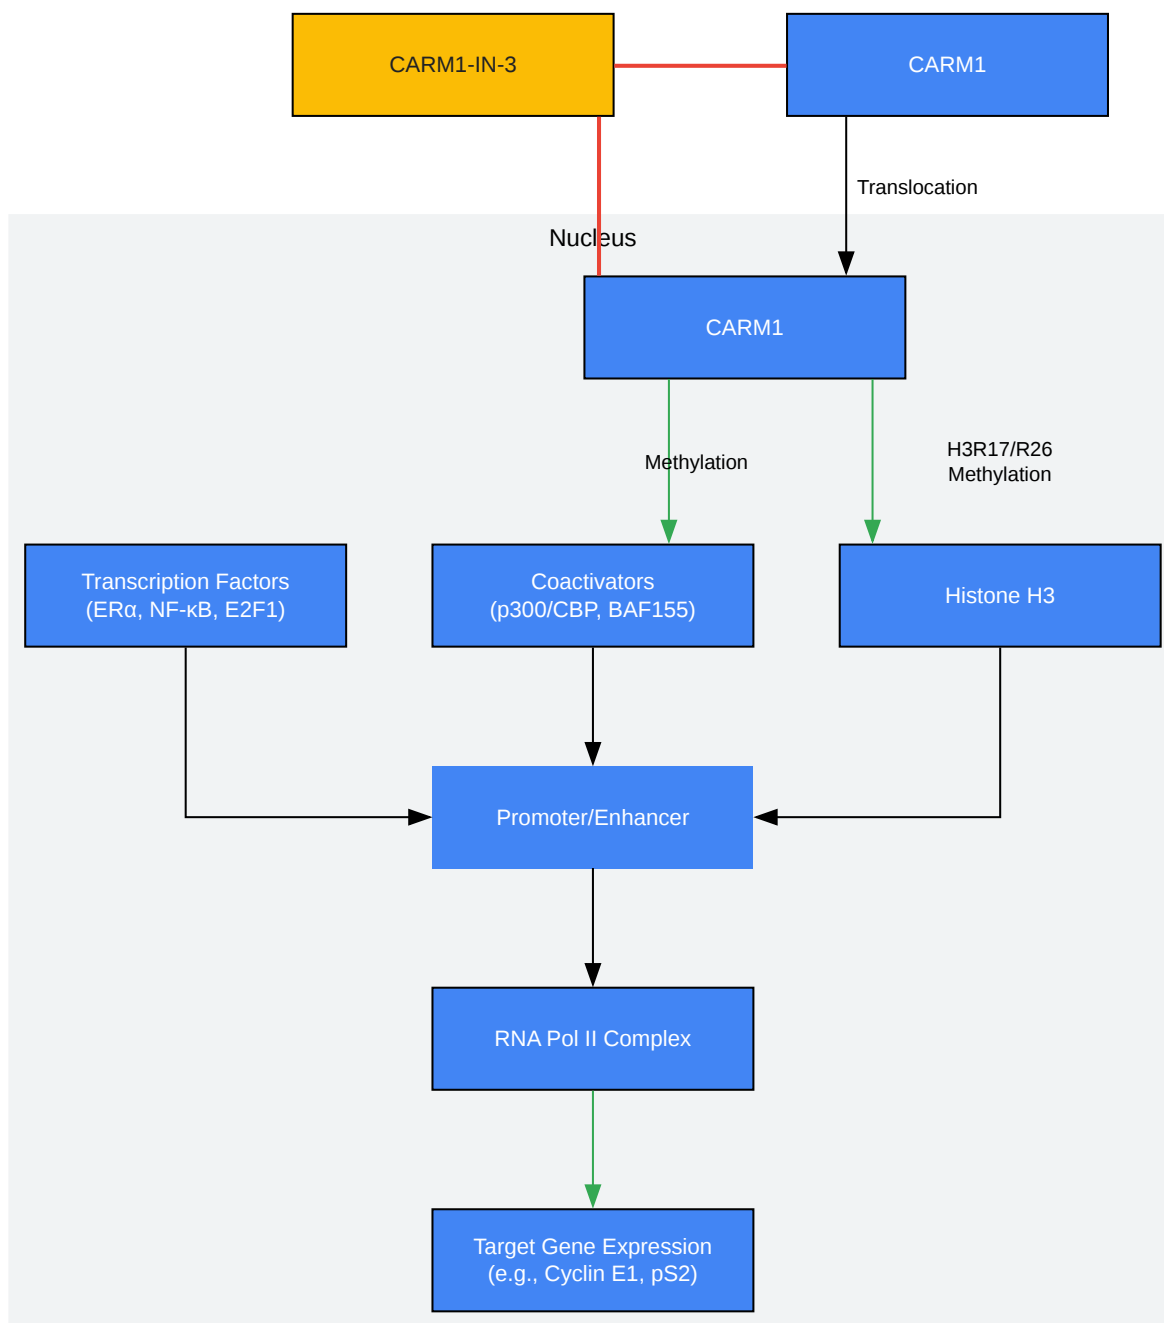 CARM1-IN-3
CARM1
Translocation
Nucleus
CARM1
Methylation
H3R17/R26
Methylation
Transcription Factors
(ERα, NF-κB, E2F1)
Coactivators
(p300/CBP, BAF155)
Histone H3
Promoter/Enhancer
RNA Pol II Complex
Target Gene Expression
(e.g., Cyclin E1, pS2)